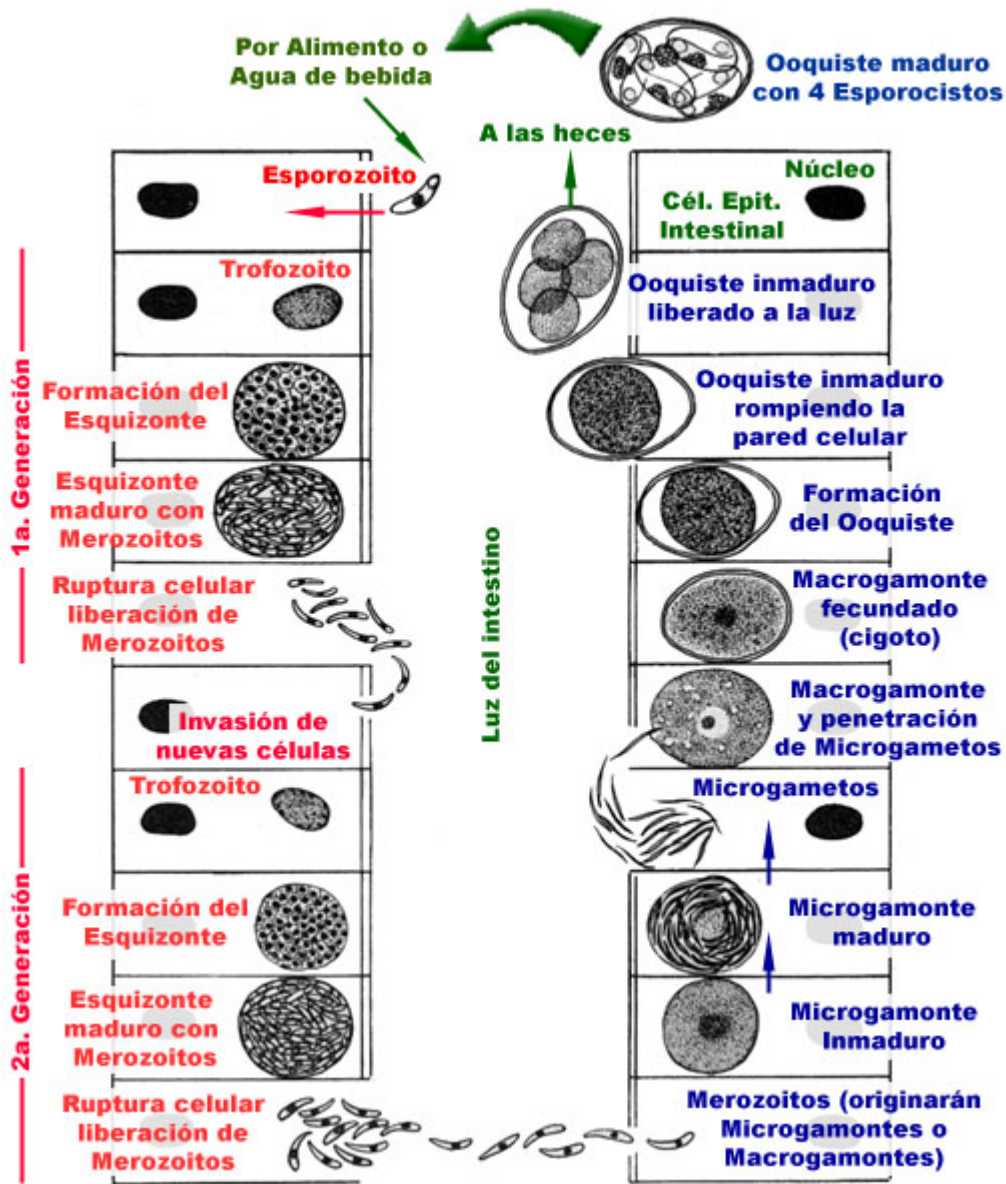 Por Alimento o
Agua de bebida
Ooquiste maduro
con 4 Esporocistos
A las heces
Esporozoito
Núcleo
Cél. Epit.
Intestinal
1a. Generación
Trofozoito
Ooquiste inmaduro
liberado a la luz
Formación del
Esquizonte
Ooquiste inmaduro
rompiendo la
pared celular
Esquizonte
maduro con
Merozoitos
Formación
del Ooquiste
Luz del intestino
Ruptura celular
liberación de
Merozoitos
Macrogamonte
fecundado
(cigoto)
Invasión de
nuevas células
Macrogamonte
y penetración
de Microgametos
2a. Generación
Trofozoito
Microgametos
Formación del
Esquizonte
Microgamonte
maduro
Esquizonte
maduro con
Merozoitos
Microgamonte
Inmaduro
Ruptura celular
liberación de
Merozoitos
Merozoitos (originarán
Microgamontes o
Macrogamontes)